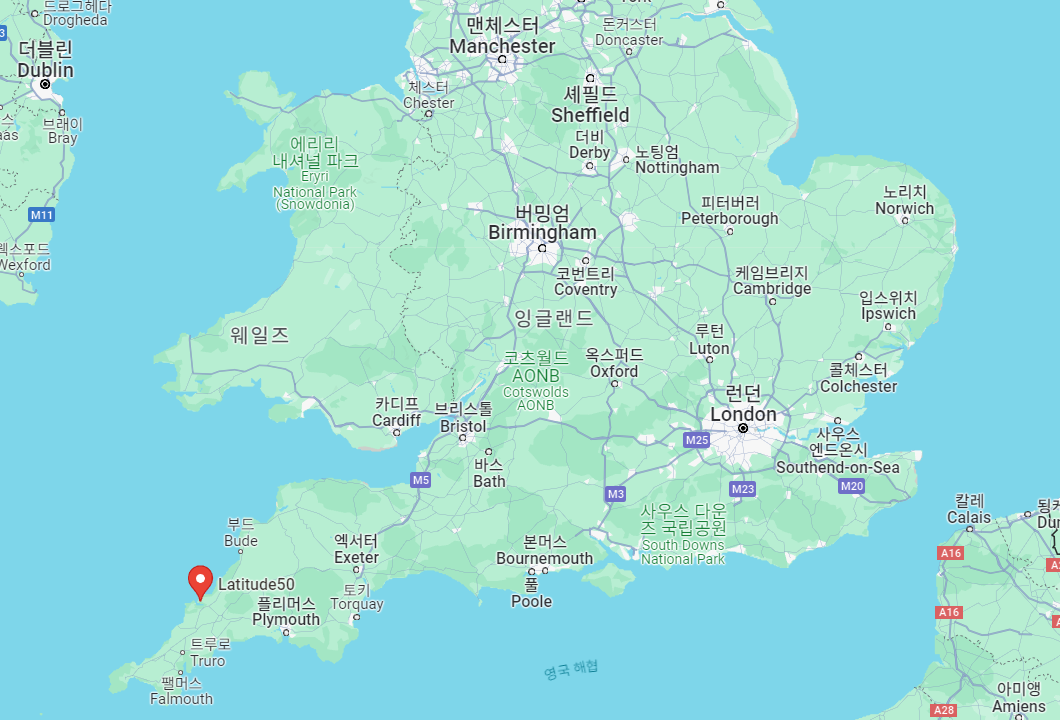 드로그헤다
Drogheda
더블린
Dublin
브래이
Bray
M11
Wexford
맨체스터
Manchester
돈커스터
Doncaster
체스터
Chester
셰필드
Sheffield
더비
Derby
노팅엄
Nottingham
에리리
내셔널 파크
Eryri
National Park
(Snowdonia)
피터버러
Peterborough
노리치
Norwich
버밍엄
Birmingham
코번트리
Coventry
케임브리지
Cambridge
입스위치
Ipswich
잉글랜드
웨일즈
루턴
Luton
코츠월드
AONB
Cotswolds
AONB
옥스퍼드
Oxford
콜체스터
Colchester
런던
London
카디프
Cardiff
브리스톨
Bristol
M25
사우스
엔드온시
Southend-on-Sea
바스
Bath
M5
M3
M23
M20
사우스 다운
즈 국립공원
South Downs
National Park
칼레
Calais
부드
Bude
엑서터
Exeter
본머스
Bournemouth
A16
Latitude50
플리머스
Plymouth
토키
Torquay
풀
Poole
A16
트루로
Truro
팰머스
Falmouth
영국 해협
아미앵
Amiens
A28